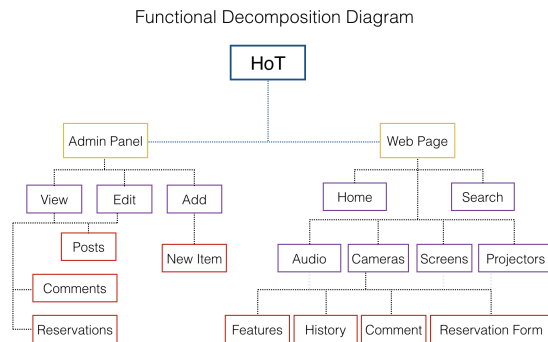 Functional Decomposition Diagram
HoT
Admin Panel
Web Page
View
Edit
Add
Home
Search
Posts
New Item
Audio
Cameras
Screens
Projectors
Comments
Reservations
Features
History
Comment
Reservation Form